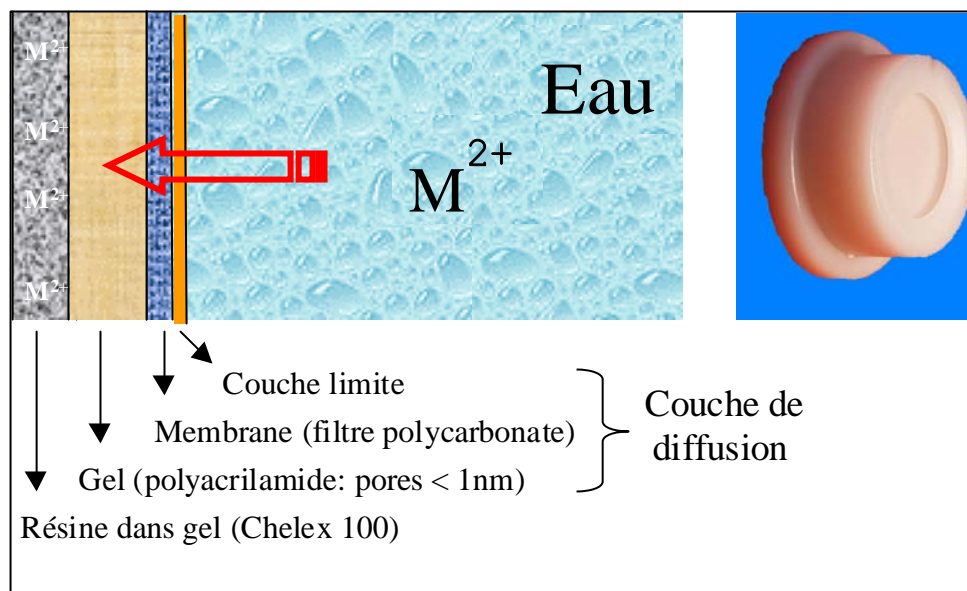 M²⁺
Eau
M²⁺
M²⁺
M²⁺
M²⁺
Couche limite
Membrane (filtre polycarbonate)
Couche de
diffusion
Gel (polyacrilamide: pores < 1nm)
Résine dans gel (Chelex 100)